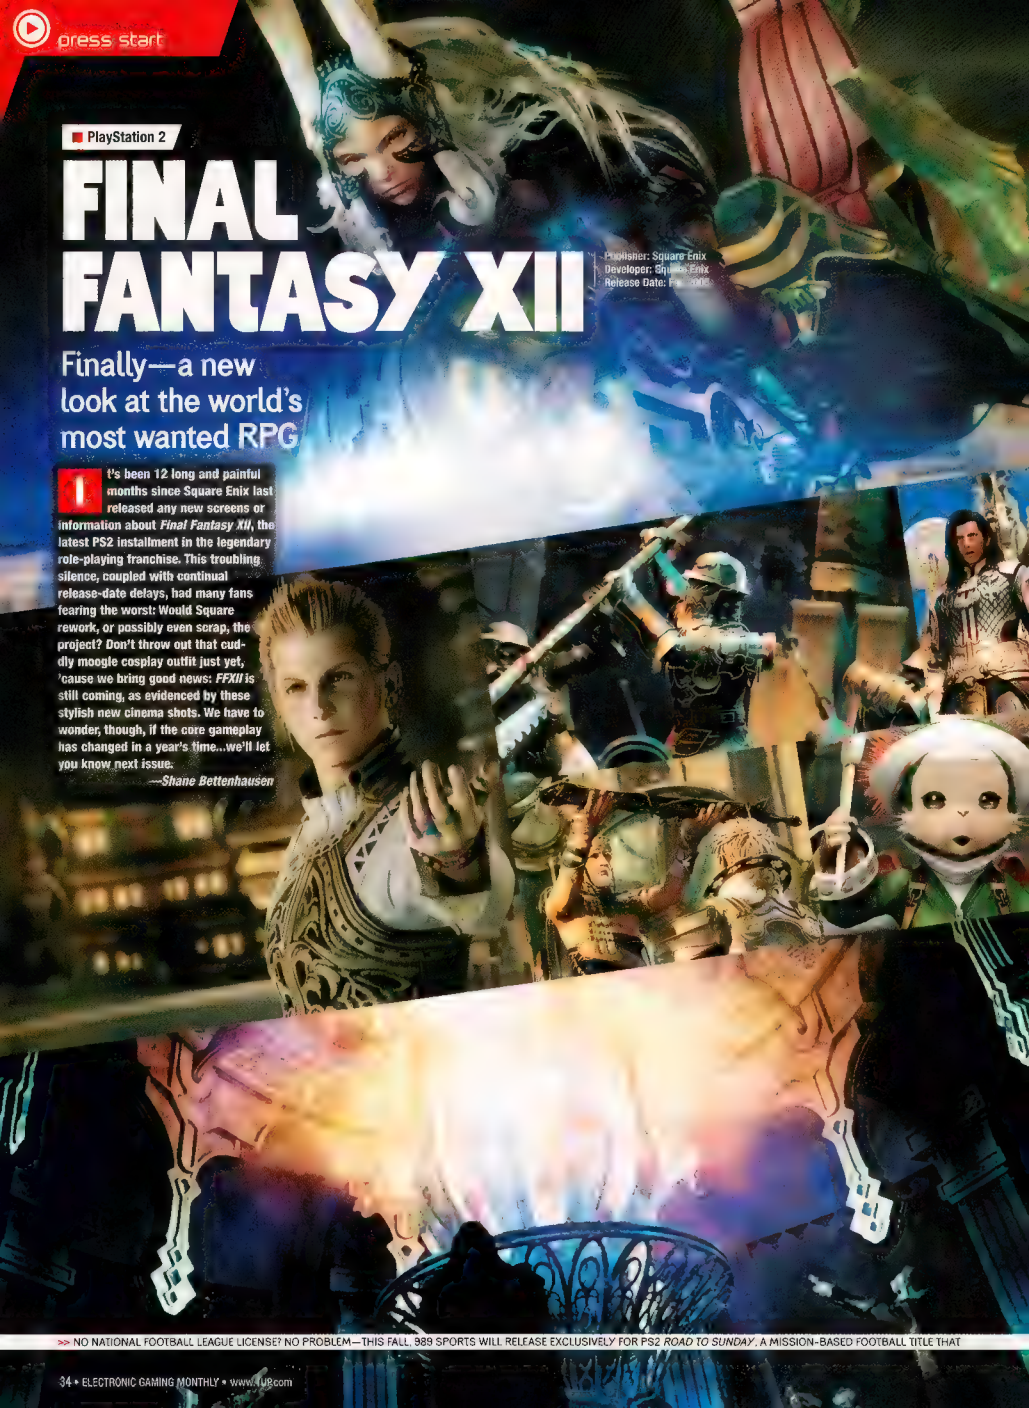 press start
PlayStation 2
FINAL
FANTASY XII
Publisher: Square Enix
Developer: Square Enix
Release Date:
Finally—a new
look at the world's
most wanted RPG
It's been 12 long and painful
months since Square Enix last
released any new screens or
information about Final Fantasy XII, the
latest PS2 installment in the legendary
role-playing franchise. This troubling
silence, coupled with continual
release-date delays, had many fans
fearing the worst: Would Square
rework, or possibly even scrap, the
project? Don't throw out that cud-
dly moogle cosplay outfit just yet,
'cause we bring good news: FFXII is
still coming, as evidenced by these
stylish new cinema shots. We have to
wonder, though, if the core gameplay
has changed in a year's time...we'll let
you know next issue.
—Shane Bettenhausen
>> NO NATIONAL FOOTBALL LEAGUE LICENSE? NO PROBLEM—THIS FALL, 989 SPORTS WILL RELEASE EXCLUSIVELY FOR PS2 ROAD TO SUNDAY, A MISSION-BASED FOOTBALL TITLE THAT
34 • ELECTRONIC GAMING MONTHLY • www.1UP.com